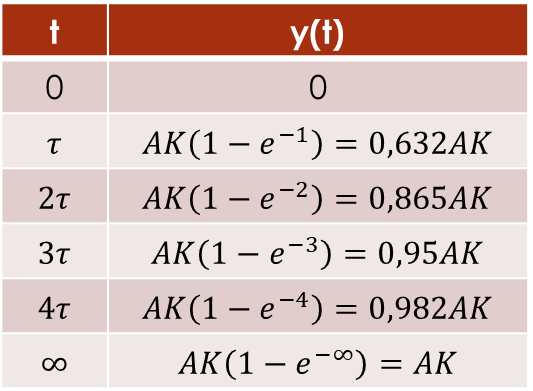 t y(t)
0 0
τ AK(1 − e⁻¹) = 0,632AK
2τ AK(1 − e⁻²) = 0,865AK
3τ AK(1 − e⁻³) = 0,95AK
4τ AK(1 − e⁻⁴) = 0,982AK
∞ AK(1 − e^{−∞}) = AK